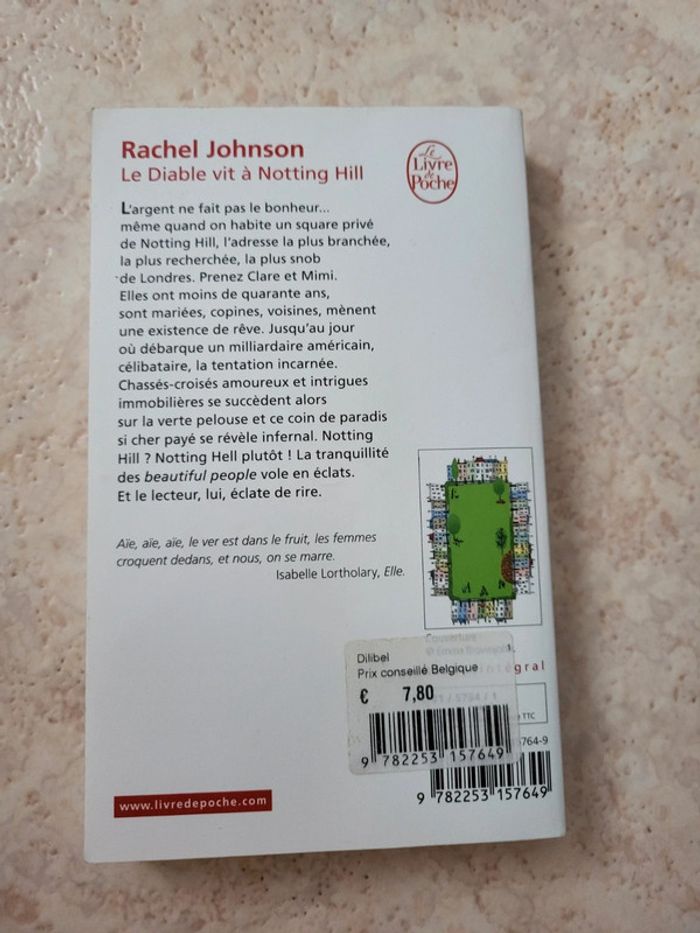 Rachel Johnson
Le Diable vit à Notting Hill
Le
Livre
de
Poche
L'argent ne fait pas le bonheur...
même quand on habite un square privé
de Notting Hill, l'adresse la plus branchée,
la plus recherchée, la plus snob
de Londres. Prenez Clare et Mimi.
Elles ont moins de quarante ans,
sont mariées, copines, voisines, mènent
une existence de rêve. Jusqu'au jour
où débarque un milliardaire américain,
célibataire, la tentation incarnée.
Chassés-croisés amoureux et intrigues
immobilières se succèdent alors
sur la verte pelouse et ce coin de paradis
si cher payé se révèle infernal. Notting
Hill ? Notting Hell plutôt ! La tranquillité
des beautiful people vole en éclats.
Et le lecteur, lui, éclate de rire.
Aïe, aïe, aïe, le ver est dans le fruit, les femmes
croquent dedans, et nous, on se marre.
Isabelle Lortholary, Elle.
Couverture
Dilibel
Prix conseillé Belgique
€ 7,80
9 782253 157649
TTC
5764-9
9 782253 157649
www.livredepoche.com